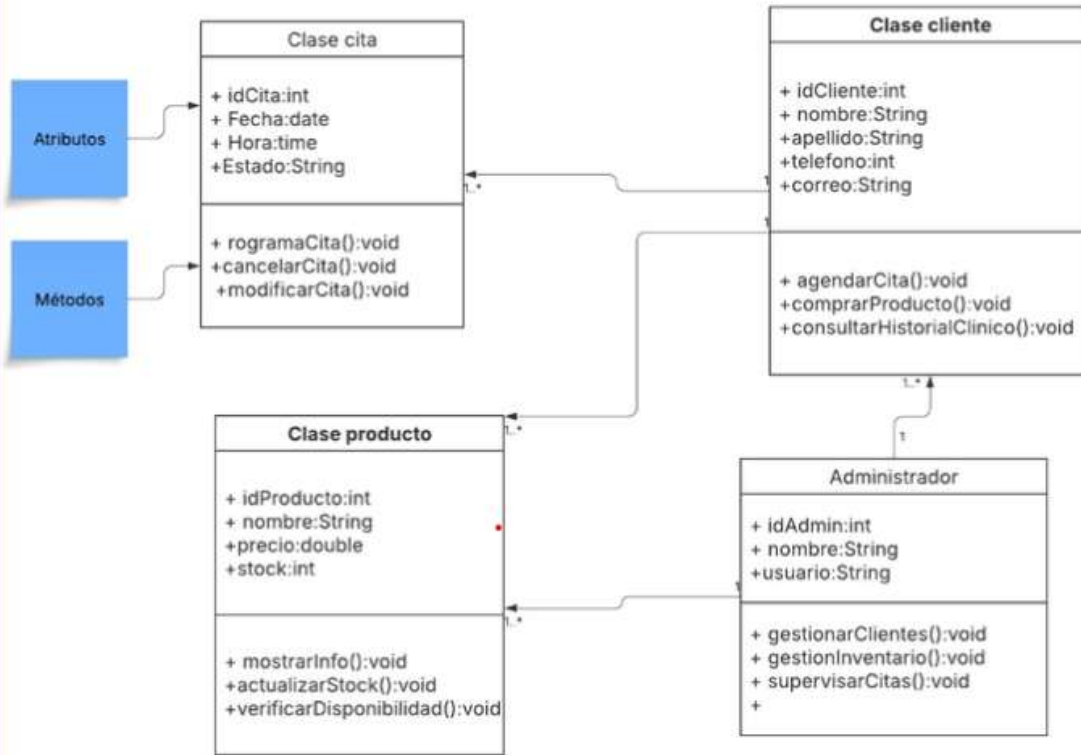 Atributos
Métodos
Clase cita
+ idCita:int
+ Fecha:date
+ Hora:time
+Estado:String
+ rogramaCita():void
+cancelarCita():void
+modificarCita():void
1..*
1
1
Clase cliente
+ idCliente:int
+ nombre:String
+apellido:String
+telefono:int
+correo:String
+ agendarCita():void
+comprarProducto():void
+consultarHistorialClinico():void
1..*
1
1..*
Clase producto
+ idProducto:int
+ nombre:String
+precio:double
+stock:int
+ mostrarInfo():void
+actualizarStock():void
+verificarDisponibilidad():void
1..*
1
Administrador
+ idAdmin:int
+ nombre:String
+usuario:String
+ gestionarClientes():void
+ gestionInventario():void
+ supervisarCitas():void
+